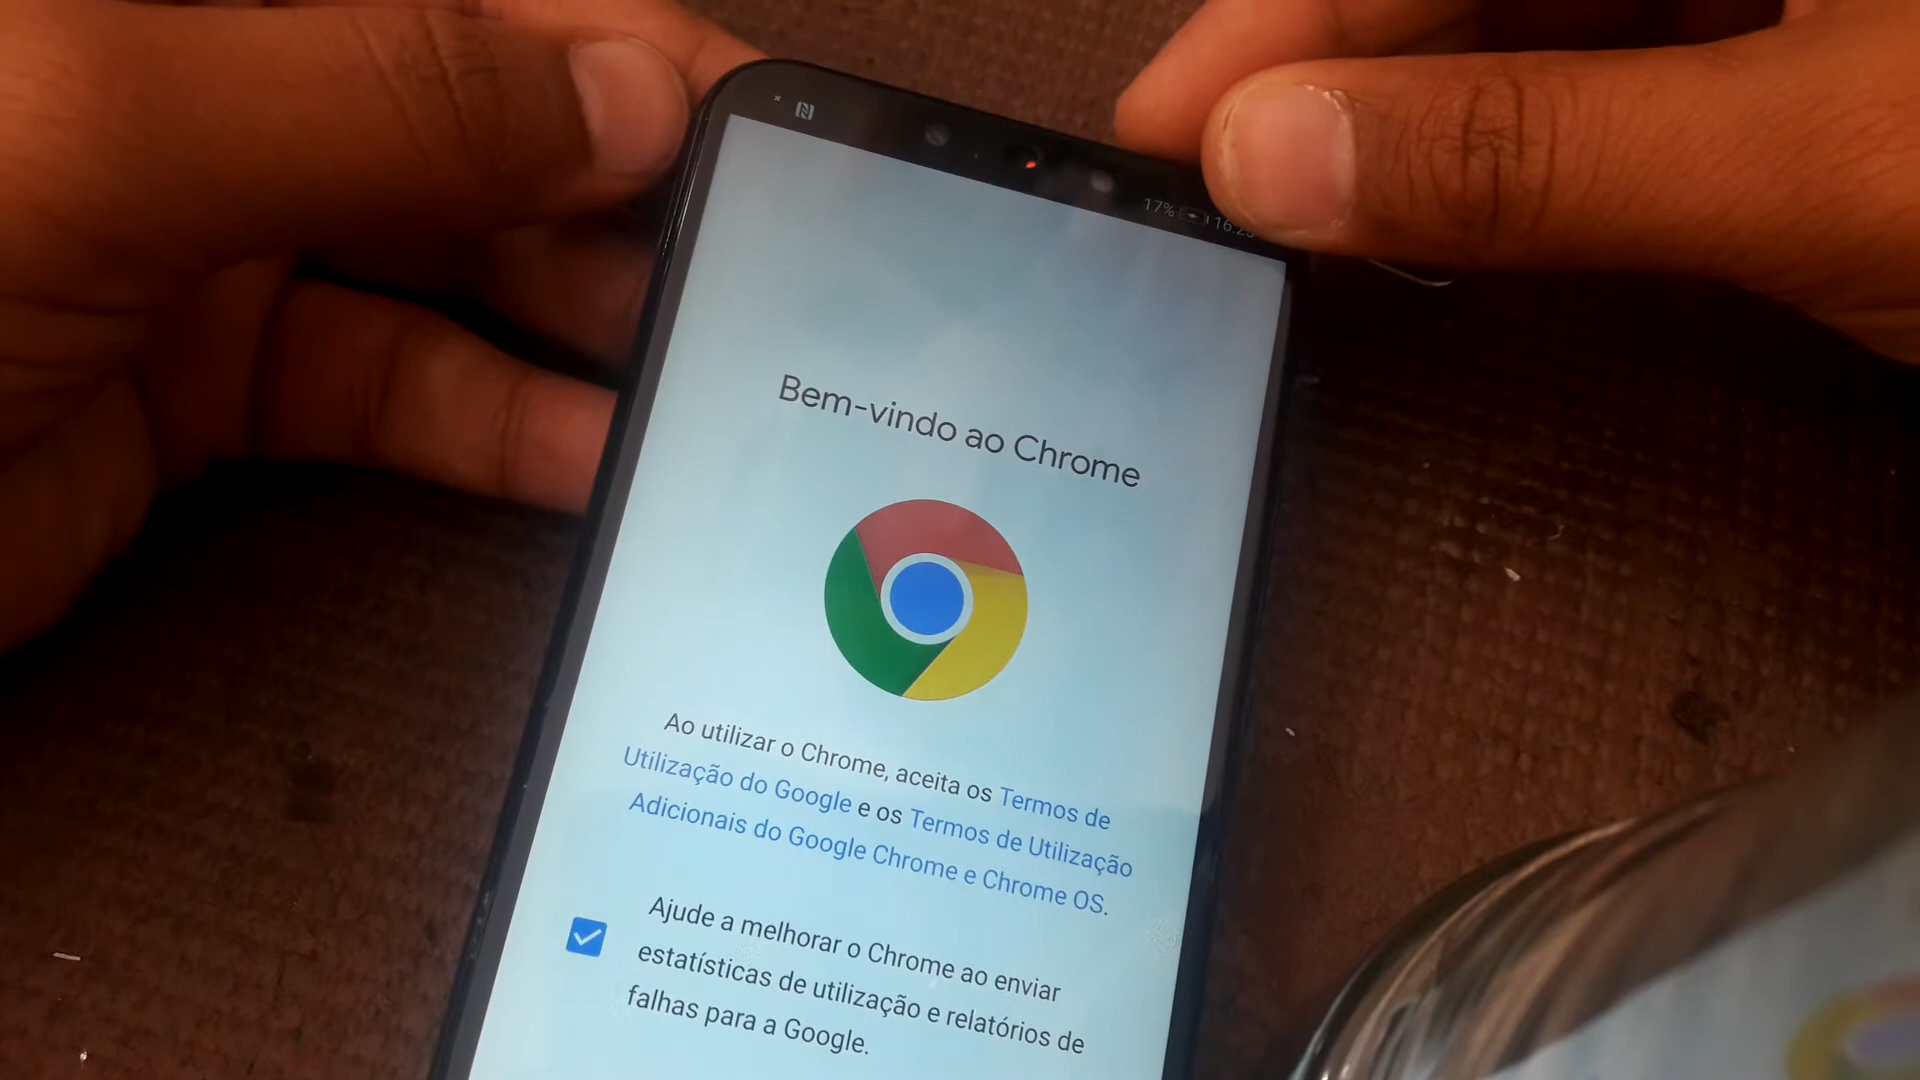 17%
Bem-vindo ao Chrome
Ao utilizar o Chrome, aceita os Termos de
Utilização do Google e os Termos de Utilização
Adicionais do Google Chrome e Chrome OS.
Ajude a melhorar o Chrome ao enviar
estatísticas de utilização e relatórios de
falhas para a Google.